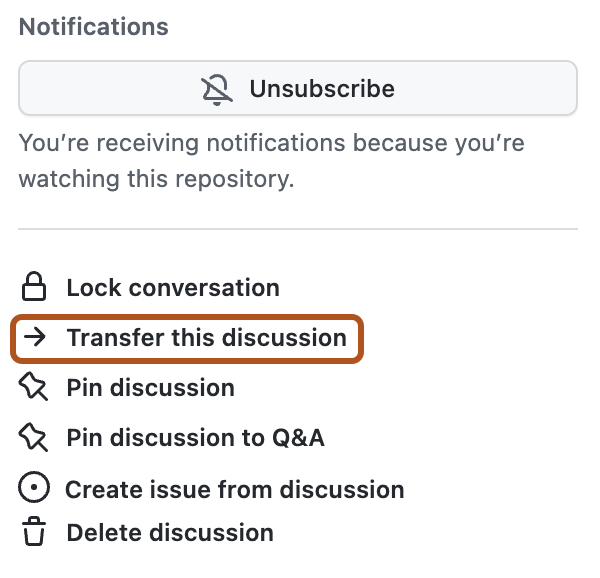 Notifications
Unsubscribe
You’re receiving notifications because you’re
watching this repository.
Lock conversation
Transfer this discussion
Pin discussion
Pin discussion to Q&A
Create issue from discussion
Delete discussion